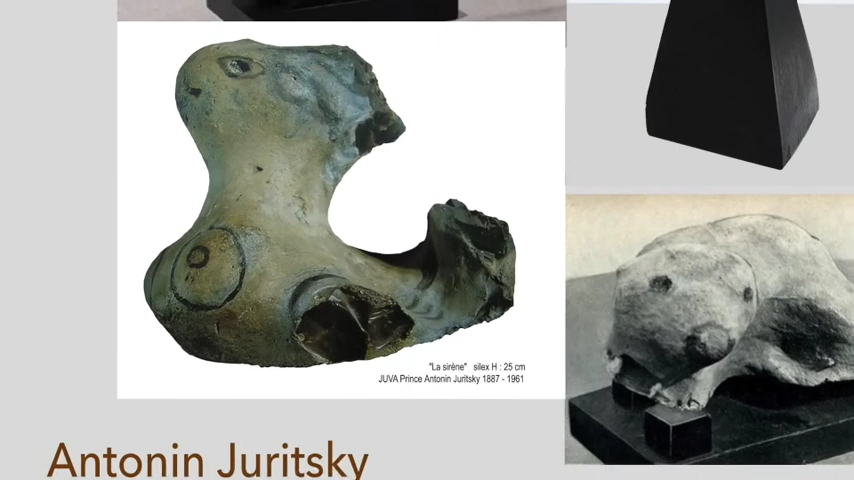 "La sirène" silex H : 25 cm
JUVA Prince Antonin Juritsky 1887 - 1961
Antonin Juritsky